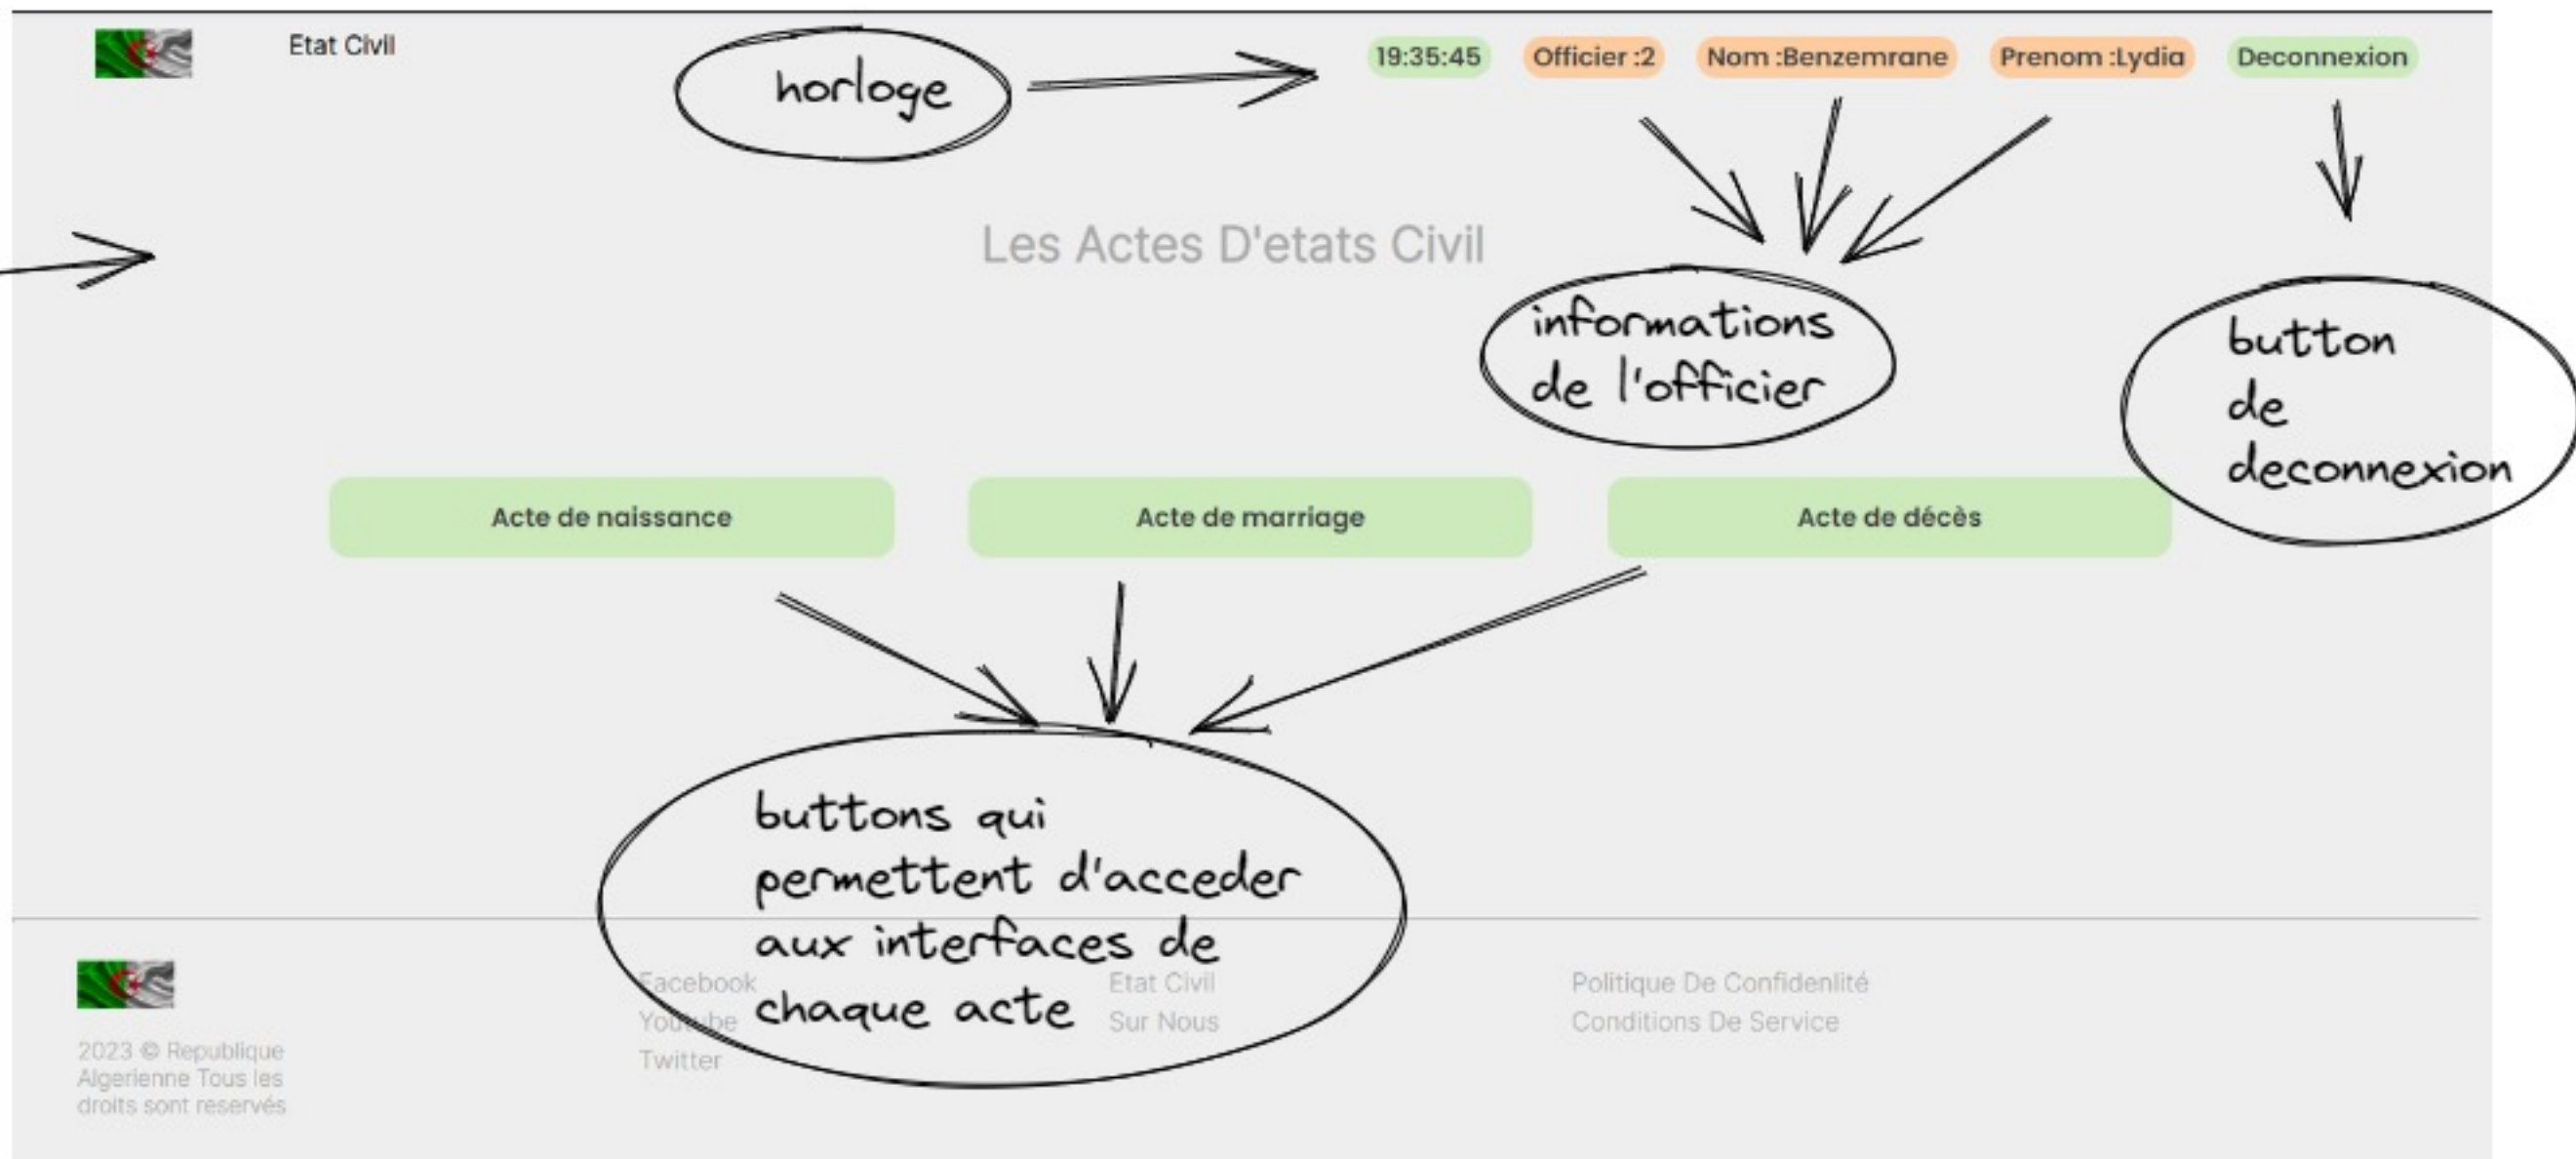 Etat Civil
horloge
19:35:45
Officier :2
Nom :Benzemrane
Prenom :Lydia
Deconnexion
Les Actes D'etats Civil
informations
de l'officier
button
de
deconnexion
Acte de naissance
Acte de marriage
Acte de décès
buttons qui
permettent d'acceder
aux interfaces de
chaque acte
2023 © Republique
Algerienne Tous les
droits sont reservés
Facebook
Youtube
Twitter
Etat Civil
Sur Nous
Politique De Confidenlité
Conditions De Service